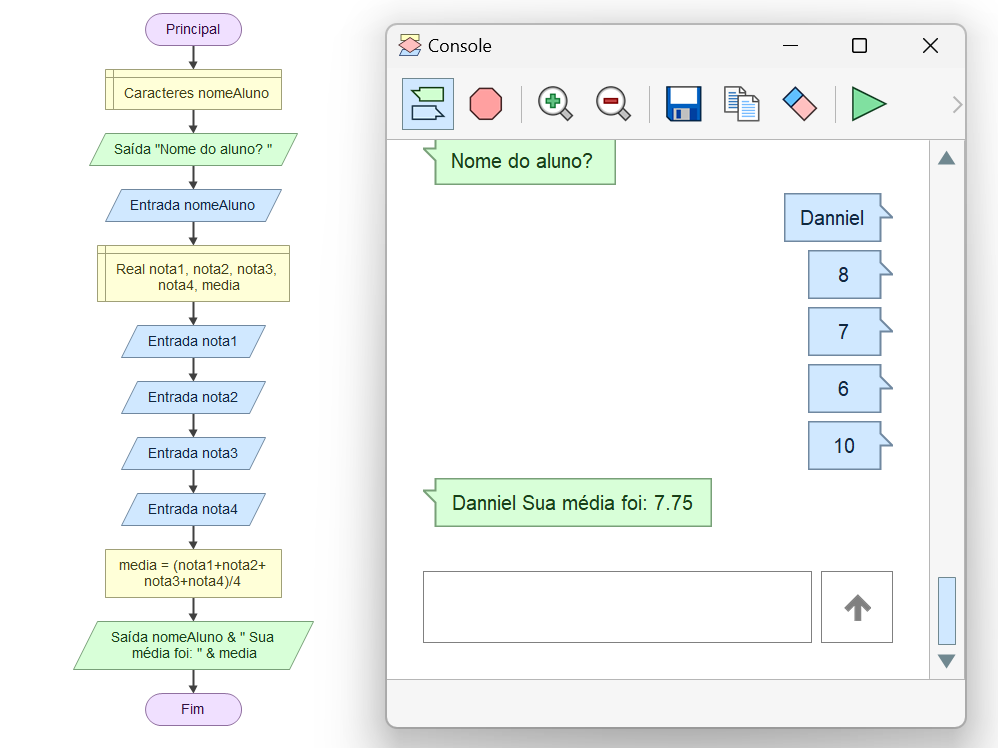 Principal
Caracteres nomeAluno
Saída "Nome do aluno? "
Entrada nomeAluno
Real nota1, nota2, nota3,
nota4, media
Entrada nota1
Entrada nota2
Entrada nota3
Entrada nota4
media = (nota1+nota2+
nota3+nota4)/4
Saída nomeAluno & " Sua
média foi: " & media
Fim
Console
Nome do aluno?
Danniel
8
7
6
10
Danniel Sua média foi: 7.75